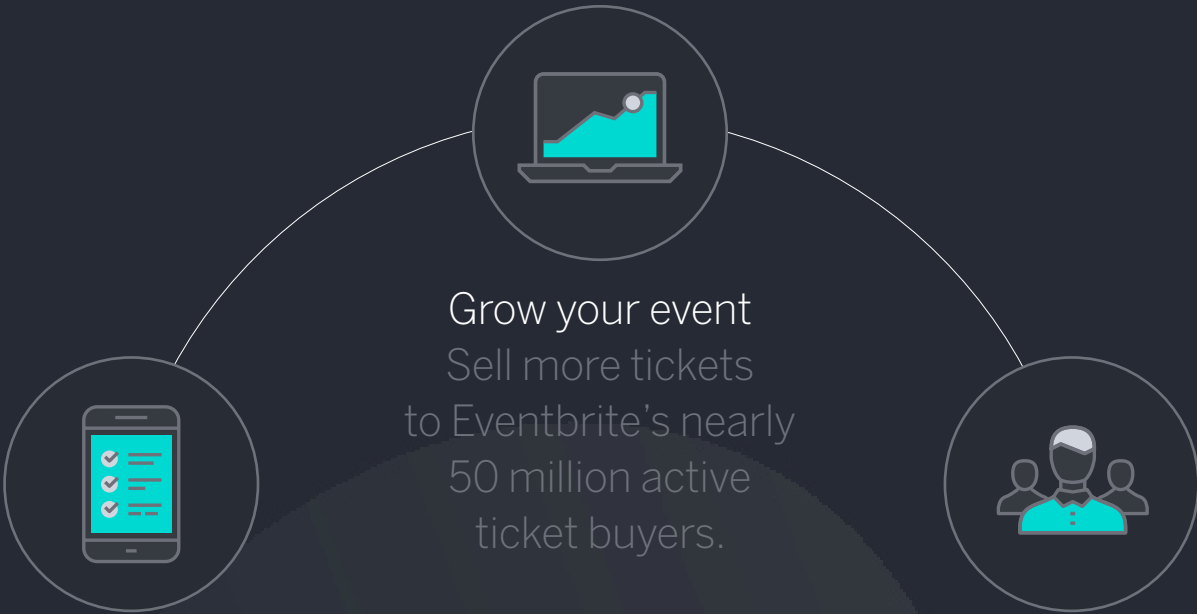 Grow your event
Sell more tickets
to Eventbrite’s nearly
50 million active
ticket buyers.